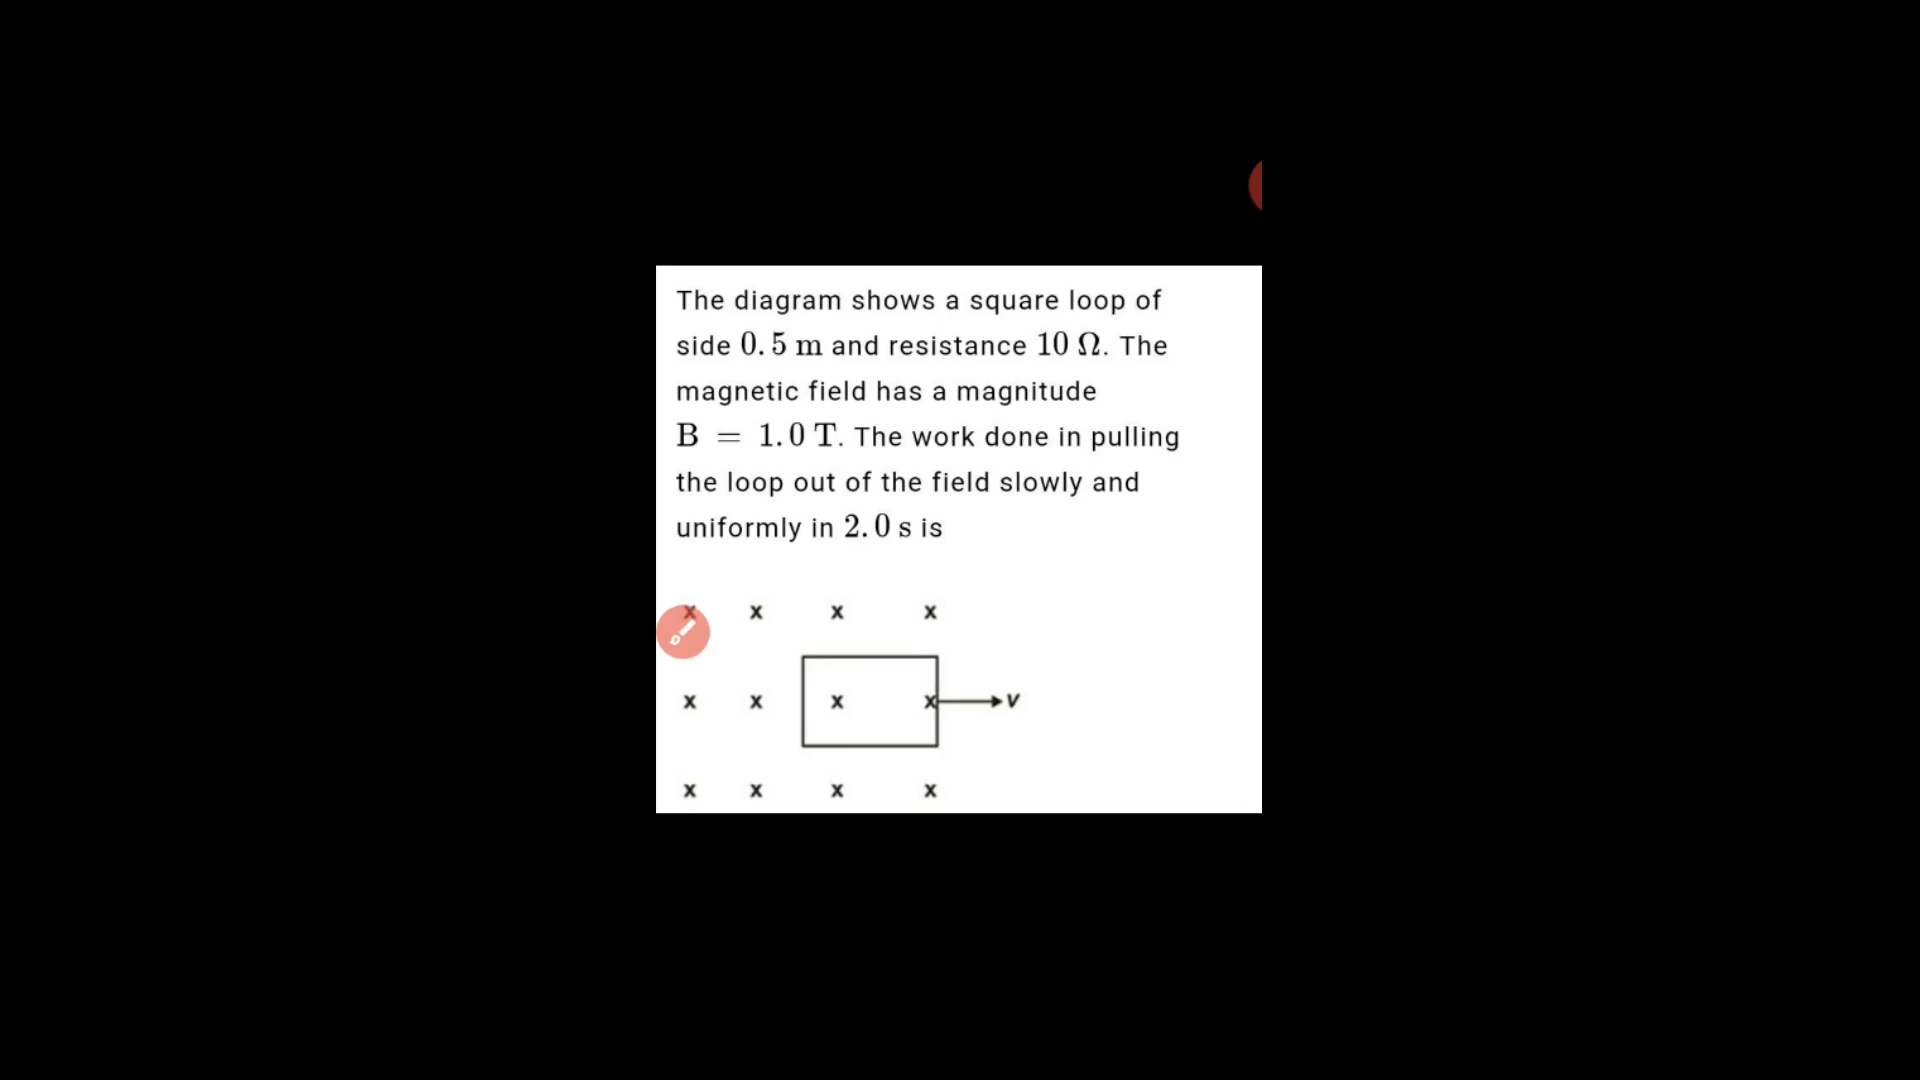 The diagram shows a square loop of
side 0.5 m and resistance 10 Ω. The
magnetic field has a magnitude
B = 1.0 T. The work done in pulling
the loop out of the field slowly and
uniformly in 2.0 s is
x x x x
x x x x v
x x x x